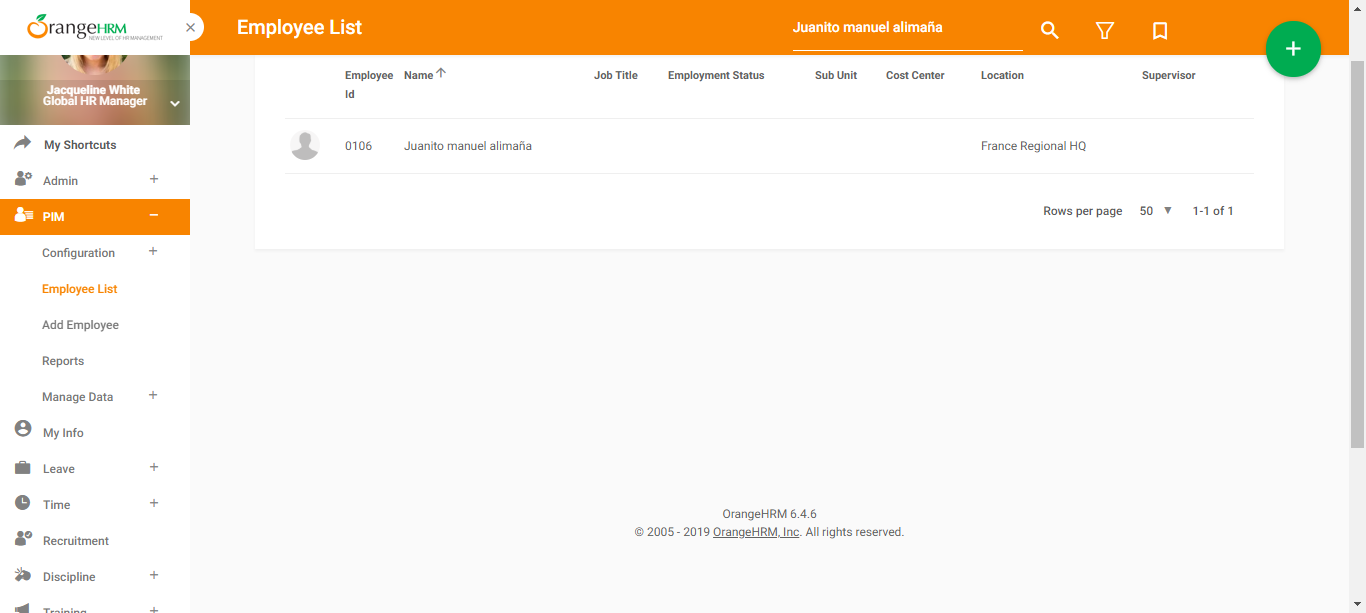 OrangeHRM
NEW LEVEL OF HR MANAGEMENT
Employee List
Juanito manuel alimaña
Jacqueline White
Global HR Manager
My Shortcuts
Admin
PIM
Configuration
Employee List
Add Employee
Reports
Manage Data
My Info
Leave
Time
Recruitment
Discipline
Training
Employee Id
Name
Job Title
Employment Status
Sub Unit
Cost Center
Location
Supervisor
0106 Juanito manuel alimaña France Regional HQ
Rows per page 50 1-1 of 1
OrangeHRM 6.4.6
© 2005 - 2019 OrangeHRM, Inc. All rights reserved.